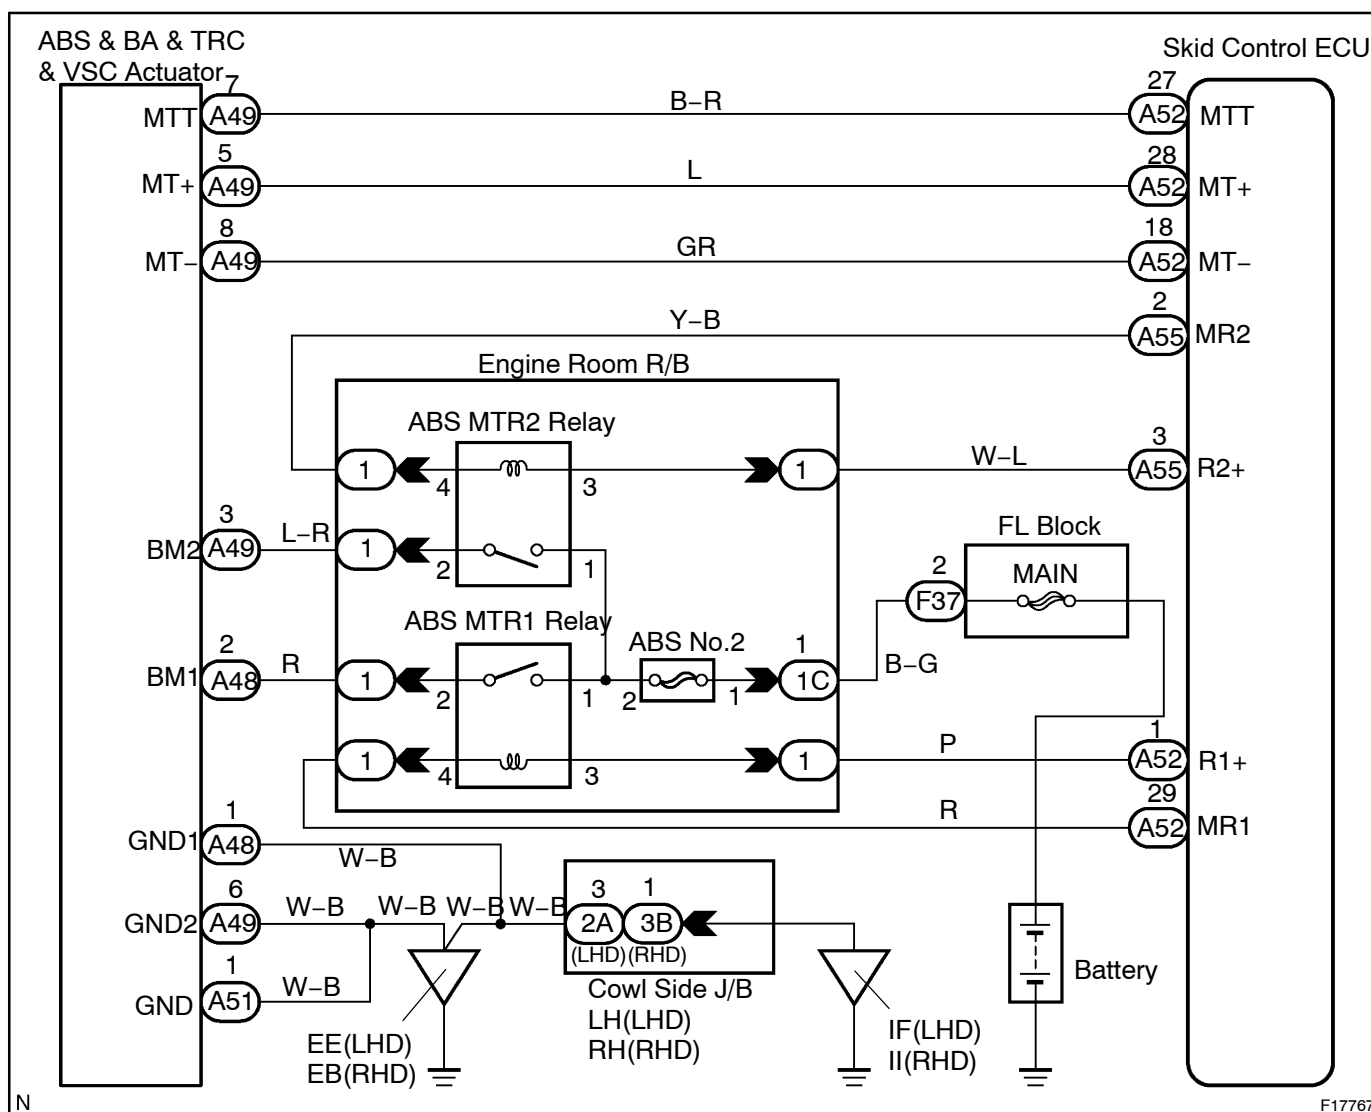 ABS & BA & TRC
& VSC Actuator
Skid Control ECU
7
MTT
A49
B−R
27
A52
MTT
5
MT+
A49
L
28
A52
MT+
8
MT−
A49
GR
18
A52
MT−
Y−B
2
A55
MR2
Engine Room R/B
ABS MTR2 Relay
1
4
3
1
W−L
3
A55
R2+
3
BM2
A49
L−R
1
2
1
FL Block
MAIN
2
F37
ABS MTR1 Relay
ABS No.2
2
BM1
A48
R
1
2
1
2
1
1
1C
B−G
1
4
3
1
P
1
A52
R1+
R
29
A52
MR1
1
GND1
A48
W−B
6
GND2
A49
W−B
W−B
W−B
W−B
3
2A
(LHD)
1
3B
(RHD)
Cowl Side J/B
LH(LHD)
RH(RHD)
1
GND
A51
W−B
EE(LHD)
EB(RHD)
IF(LHD)
II(RHD)
Battery
N
F17767